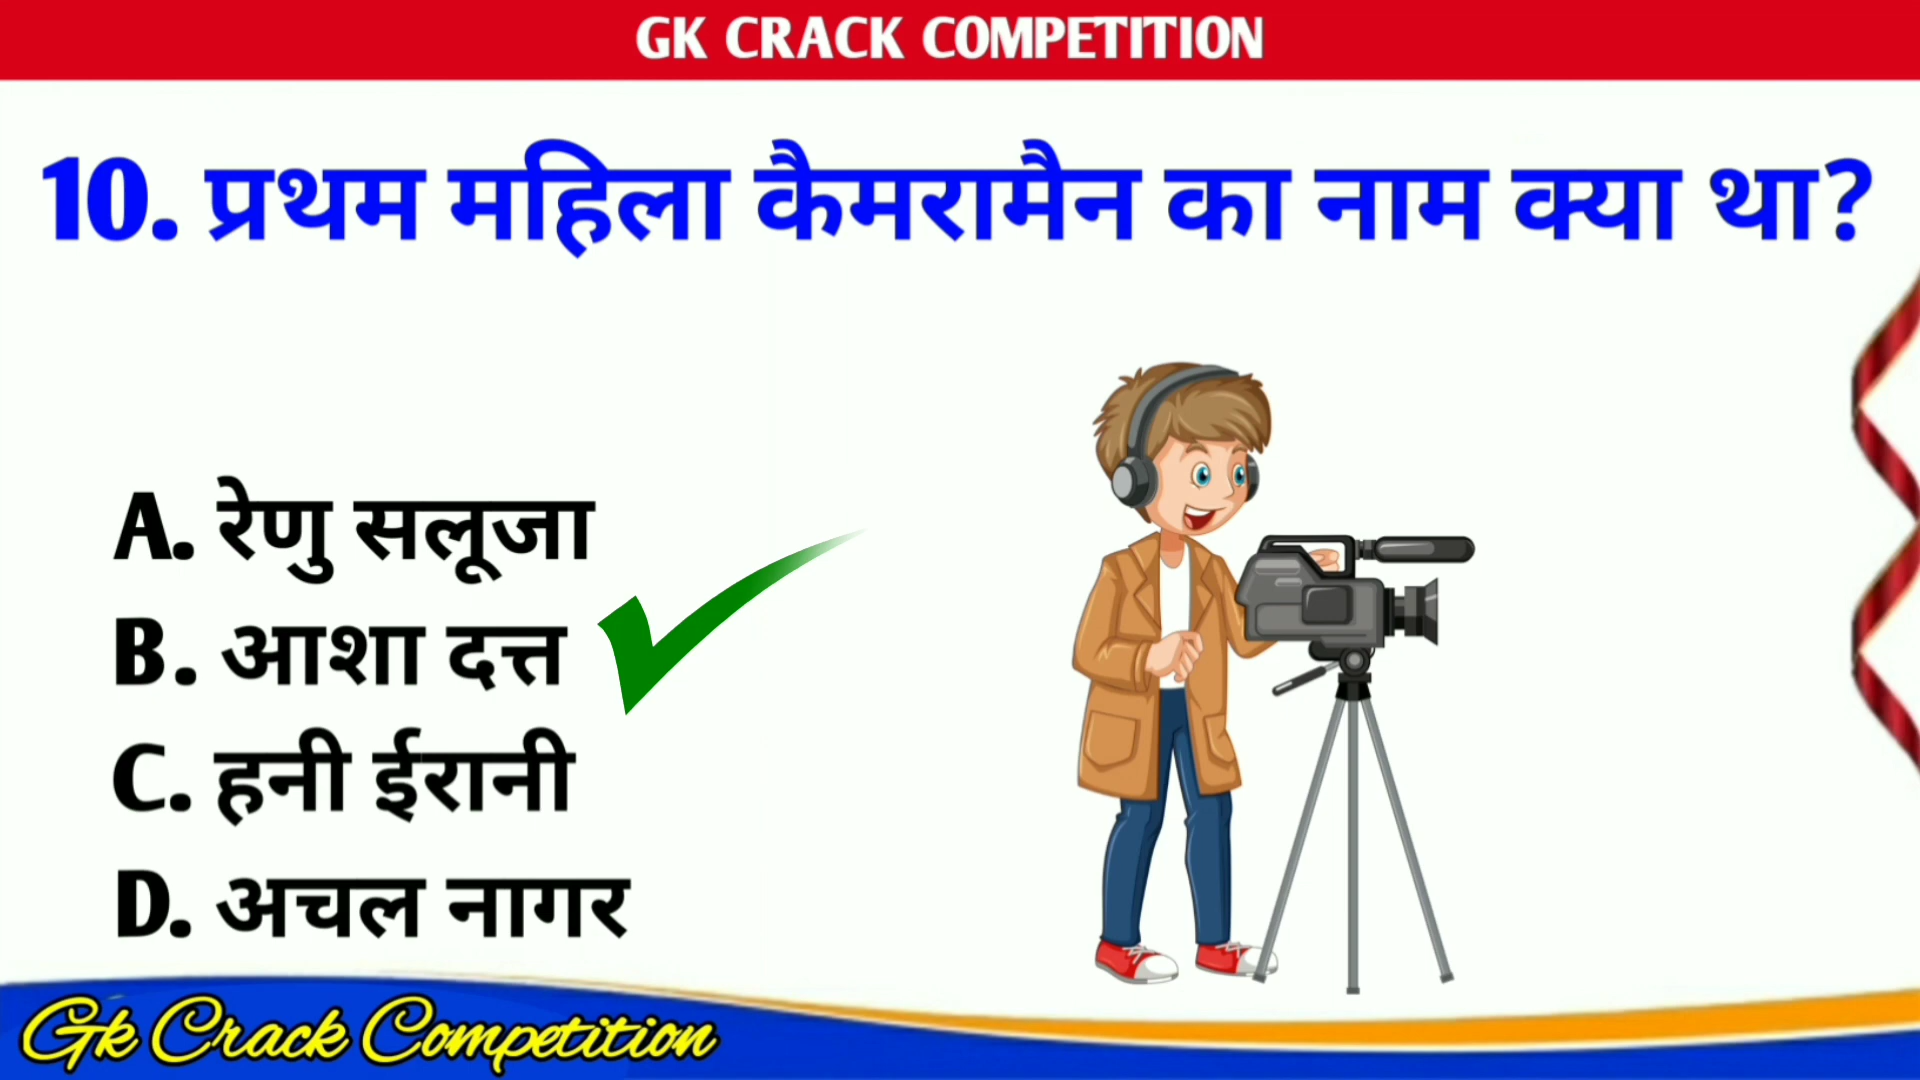 GK CRACK COMPETITION
10. प्रथम महिला कैमरामैन का नाम क्या था?
A. रेणु सलूजा
B. आशा दत्त
C. हनी ईरानी
D. अचल नागर
Gk Crack Competition